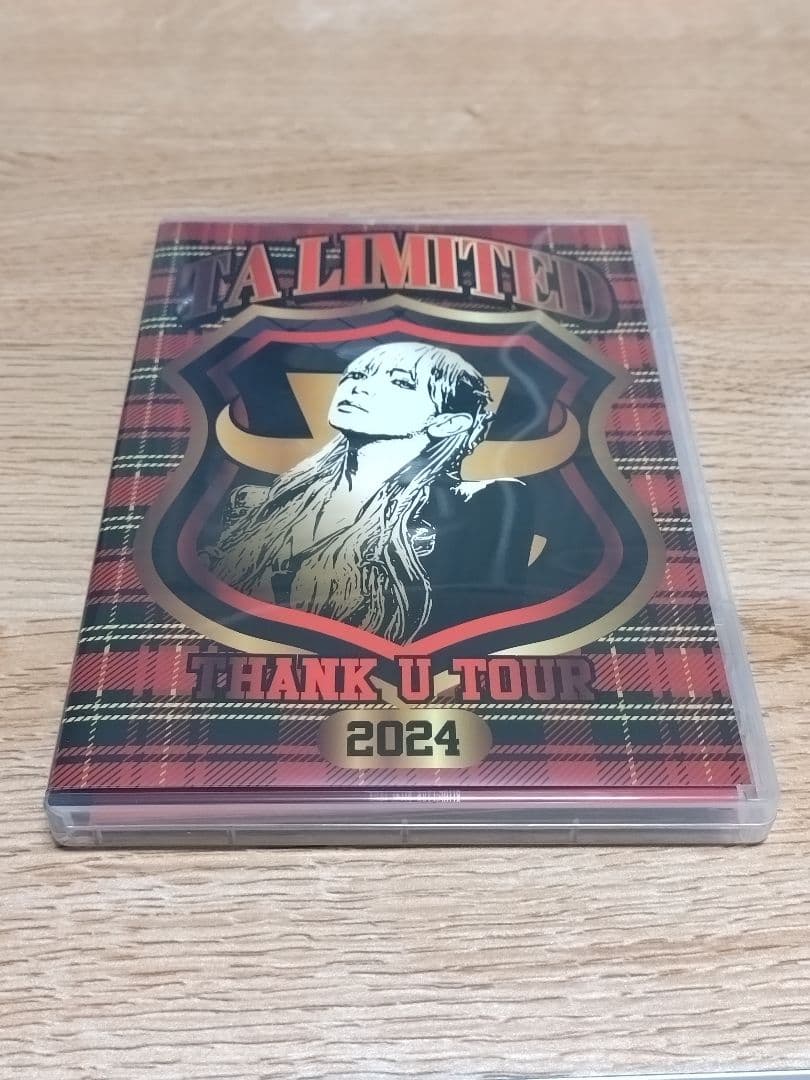 TA LIMITED
THANK U TOUR
2024